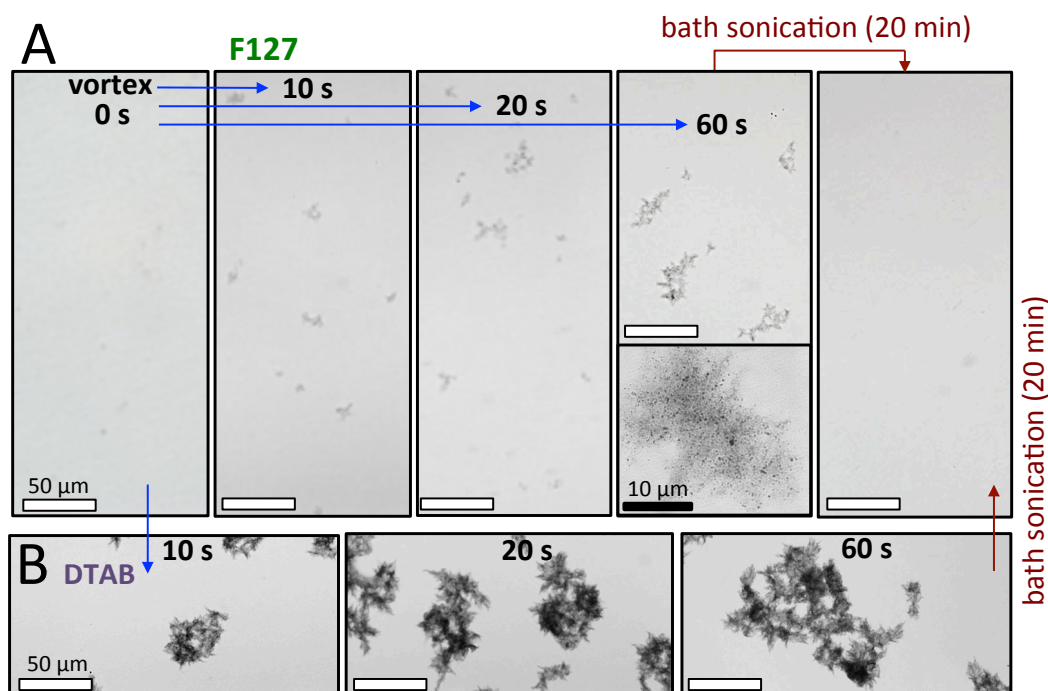 A
F127
bath sonication (20 min)
vortex
0 s
10 s
20 s
60 s
50 µm
10 µm
bath sonication (20 min)
B
DTAB
10 s
20 s
60 s
50 µm